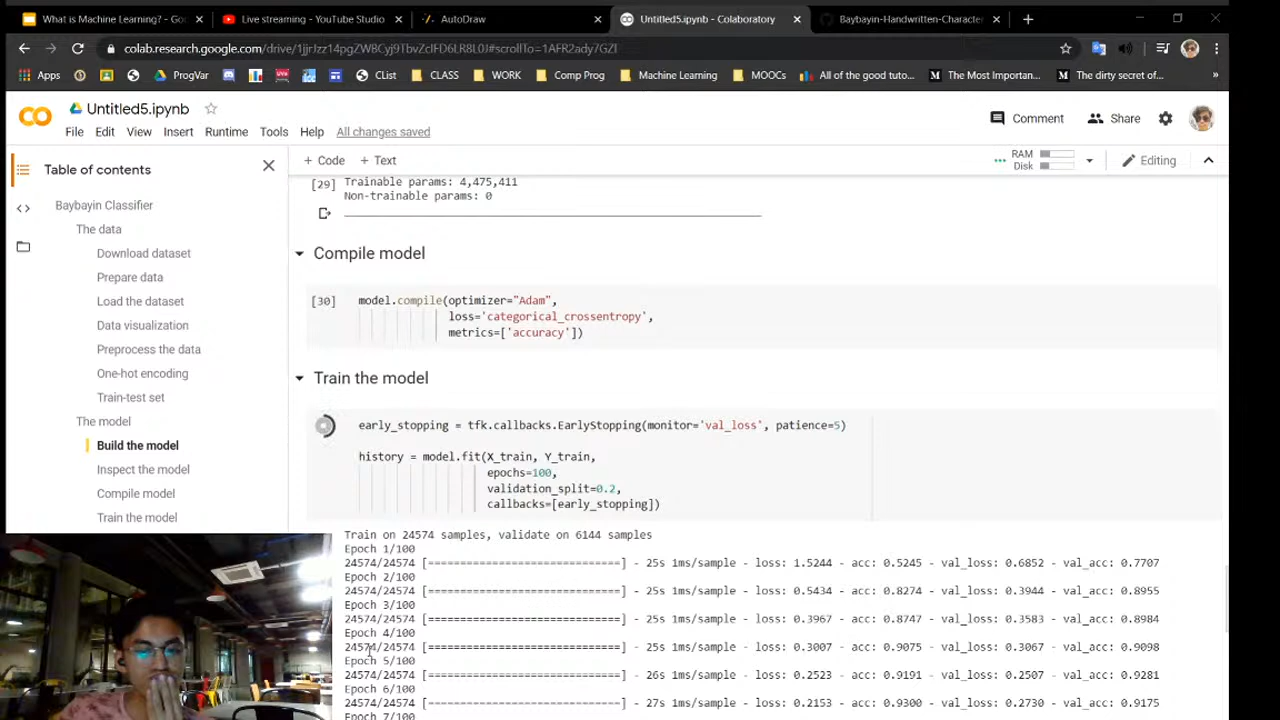 What is Machine Learning? - Goo
Live streaming - YouTube Studio
AutoDraw
Untitled5.ipynb - Colaboratory
Baybayin-Handwritten-Character
colab.research.google.com/drive/1jjrJzz14pgZW8Cyj9TbvZcIFD6LR8L0J#scrollTo=1AFR2ady7GZI
Apps
ProgVar
CList
CLASS
WORK
Comp Prog
Machine Learning
MOOCs
All of the good tuto...
The Most Importan...
The dirty secret of...
»
Untitled5.ipynb
File Edit View Insert Runtime Tools Help All changes saved
Comment
Share
Table of contents
+ Code + Text
RAM
Disk
Editing
Baybayin Classifier
The data
Download dataset
Prepare data
Load the dataset
Data visualization
Preprocess the data
One-hot encoding
Train-test set
The model
Build the model
Inspect the model
Compile model
Train the model
[29] Trainable params: 4,475,411
Non-trainable params: 0
Compile model
[30] model.compile(optimizer="Adam",
loss='categorical_crossentropy',
metrics=['accuracy'])
Train the model
early_stopping = tfk.callbacks.EarlyStopping(monitor='val_loss', patience=5)
history = model.fit(X_train, Y_train,
epochs=100,
validation_split=0.2,
callbacks=[early_stopping])
Train on 24574 samples, validate on 6144 samples
Epoch 1/100
24574/24574 [==============================] - 25s 1ms/sample - loss: 1.5244 - acc: 0.5245 - val_loss: 0.6852 - val_acc: 0.7707
Epoch 2/100
24574/24574 [==============================] - 25s 1ms/sample - loss: 0.5434 - acc: 0.8274 - val_loss: 0.3944 - val_acc: 0.8955
Epoch 3/100
24574/24574 [==============================] - 25s 1ms/sample - loss: 0.3967 - acc: 0.8747 - val_loss: 0.3583 - val_acc: 0.8984
Epoch 4/100
24574/24574 [==============================] - 25s 1ms/sample - loss: 0.3007 - acc: 0.9075 - val_loss: 0.3067 - val_acc: 0.9098
Epoch 5/100
24574/24574 [==============================] - 26s 1ms/sample - loss: 0.2523 - acc: 0.9191 - val_loss: 0.2507 - val_acc: 0.9281
Epoch 6/100
24574/24574 [==============================] - 27s 1ms/sample - loss: 0.2153 - acc: 0.9300 - val_loss: 0.2730 - val_acc: 0.9175
Epoch 7/100